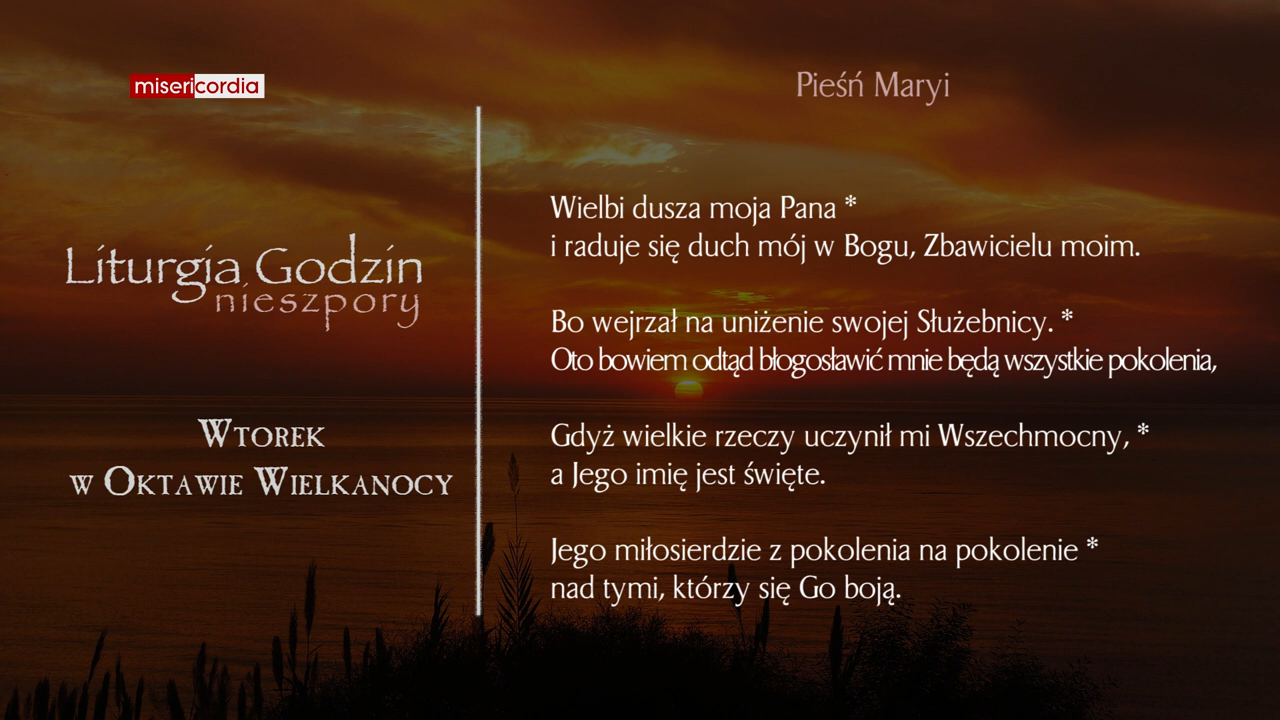 misericordia
Liturgia Godzin
nieszpory
Wtorek
w Oktawie Wielkanocy
Pieśń Maryi
Wielbi dusza moja Pana *
i raduje się duch mój w Bogu, Zbawicielu moim.
Bo wejrzał na uniżenie swojej Służebnicy. *
Oto bowiem odtąd błogosławić mnie będą wszystkie pokolenia,
Gdyż wielkie rzeczy uczynił mi Wszechmocny, *
a Jego imię jest święte.
Jego miłosierdzie z pokolenia na pokolenie *
nad tymi, którzy się Go boją.